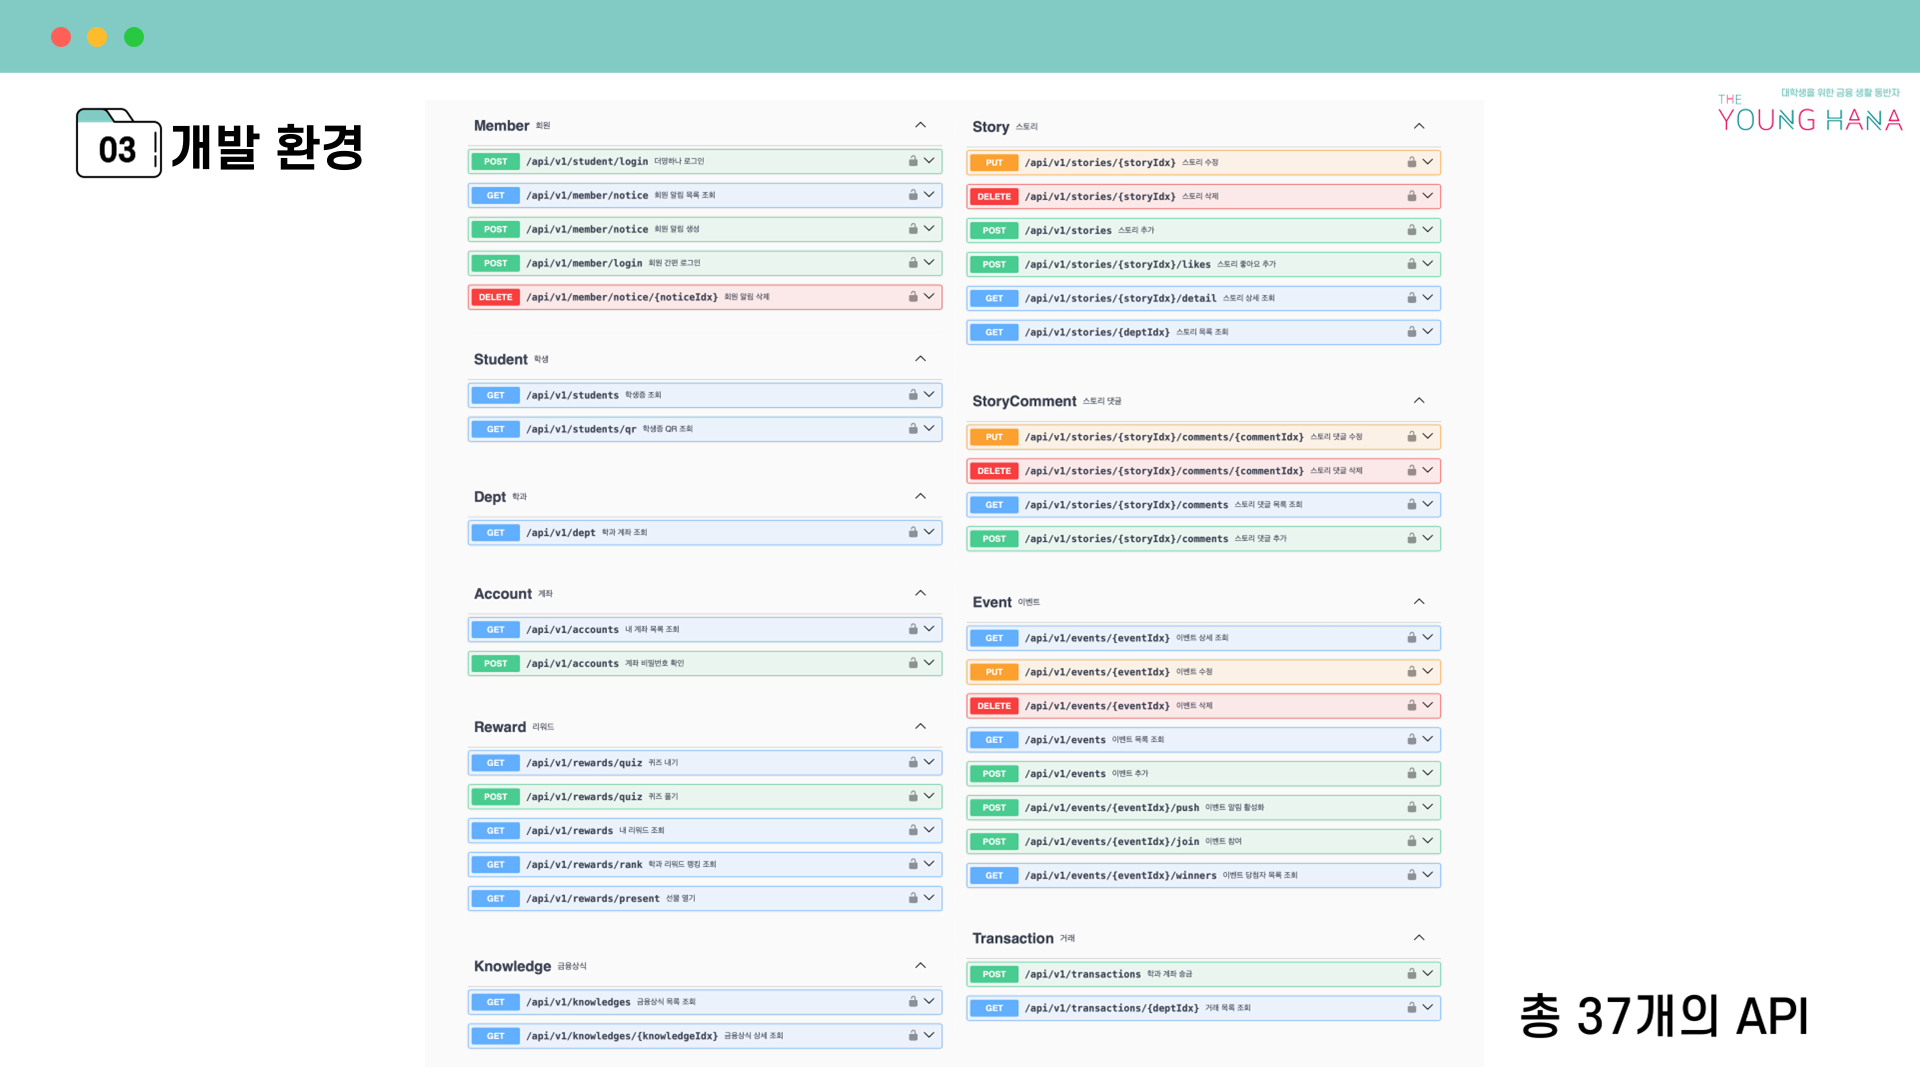 03 개발 환경
대학생을 위한 금융 생활 동반자
THE
YOUNG HANA
Member 회원
POST /api/v1/student/login 더영하나 로그인
GET /api/v1/member/notice 회원 알림 목록 조회
POST /api/v1/member/notice 회원 알림 생성
POST /api/v1/member/login 회원 간편 로그인
DELETE /api/v1/member/notice/{noticeIdx} 회원 알림 삭제
Student 학생
GET /api/v1/students 학생증 조회
GET /api/v1/students/qr 학생증 QR 조회
Dept 학과
GET /api/v1/dept 학과 계좌 조회
Account 계좌
GET /api/v1/accounts 내 계좌 목록 조회
POST /api/v1/accounts 계좌 비밀번호 확인
Reward 리워드
GET /api/v1/rewards/quiz 퀴즈 내기
POST /api/v1/rewards/quiz 퀴즈 풀기
GET /api/v1/rewards 내 리워드 조회
GET /api/v1/rewards/rank 학과 리워드 랭킹 조회
GET /api/v1/rewards/present 선물 열기
Knowledge 금융상식
GET /api/v1/knowledges 금융상식 목록 조회
GET /api/v1/knowledges/{knowledgeIdx} 금융상식 상세 조회
Story 스토리
PUT /api/v1/stories/{storyIdx} 스토리 수정
DELETE /api/v1/stories/{storyIdx} 스토리 삭제
POST /api/v1/stories 스토리 추가
POST /api/v1/stories/{storyIdx}/likes 스토리 좋아요 추가
GET /api/v1/stories/{storyIdx}/detail 스토리 상세 조회
GET /api/v1/stories/{deptIdx} 스토리 목록 조회
StoryComment 스토리 댓글
PUT /api/v1/stories/{storyIdx}/comments/{commentIdx} 스토리 댓글 수정
DELETE /api/v1/stories/{storyIdx}/comments/{commentIdx} 스토리 댓글 삭제
GET /api/v1/stories/{storyIdx}/comments 스토리 댓글 목록 조회
POST /api/v1/stories/{storyIdx}/comments 스토리 댓글 추가
Event 이벤트
GET /api/v1/events/{eventIdx} 이벤트 상세 조회
PUT /api/v1/events/{eventIdx} 이벤트 수정
DELETE /api/v1/events/{eventIdx} 이벤트 삭제
GET /api/v1/events 이벤트 목록 조회
POST /api/v1/events 이벤트 추가
POST /api/v1/events/{eventIdx}/push 이벤트 알림 활성화
POST /api/v1/events/{eventIdx}/join 이벤트 참여
GET /api/v1/events/{eventIdx}/winners 이벤트 당첨자 목록 조회
Transaction 거래
POST /api/v1/transactions 학과 계좌 송금
GET /api/v1/transactions/{deptIdx} 거래 목록 조회
총 37개의 API